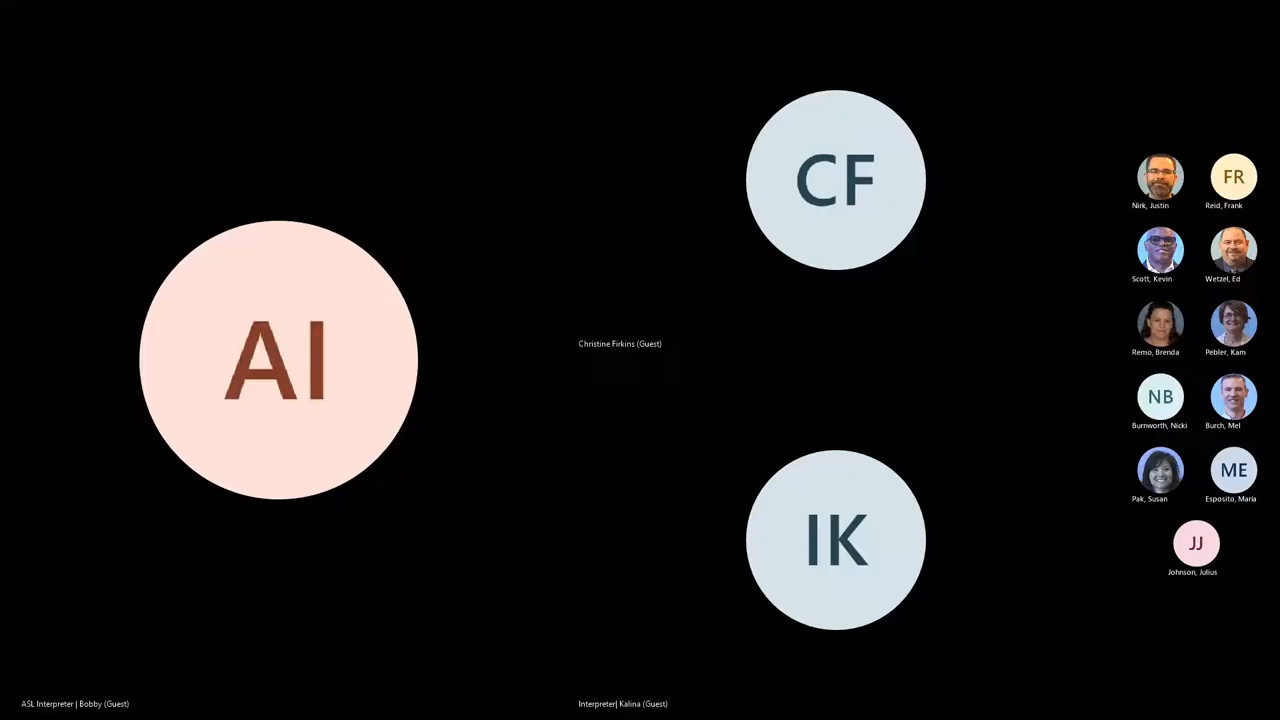 AI
ASL Interpreter | Bobby (Guest)
CF
Christine Firkins (Guest)
IK
Interpreter| Kalina (Guest)
FR
Nirk, Justin
Reid, Frank
Scott, Kevin
Wetzel, Ed
Remo, Brenda
Pebler, Kam
NB
Burnworth, Nicki
Burch, Mel
ME
Pak, Susan
Esposito, Maria
JJ
Johnson, Julius